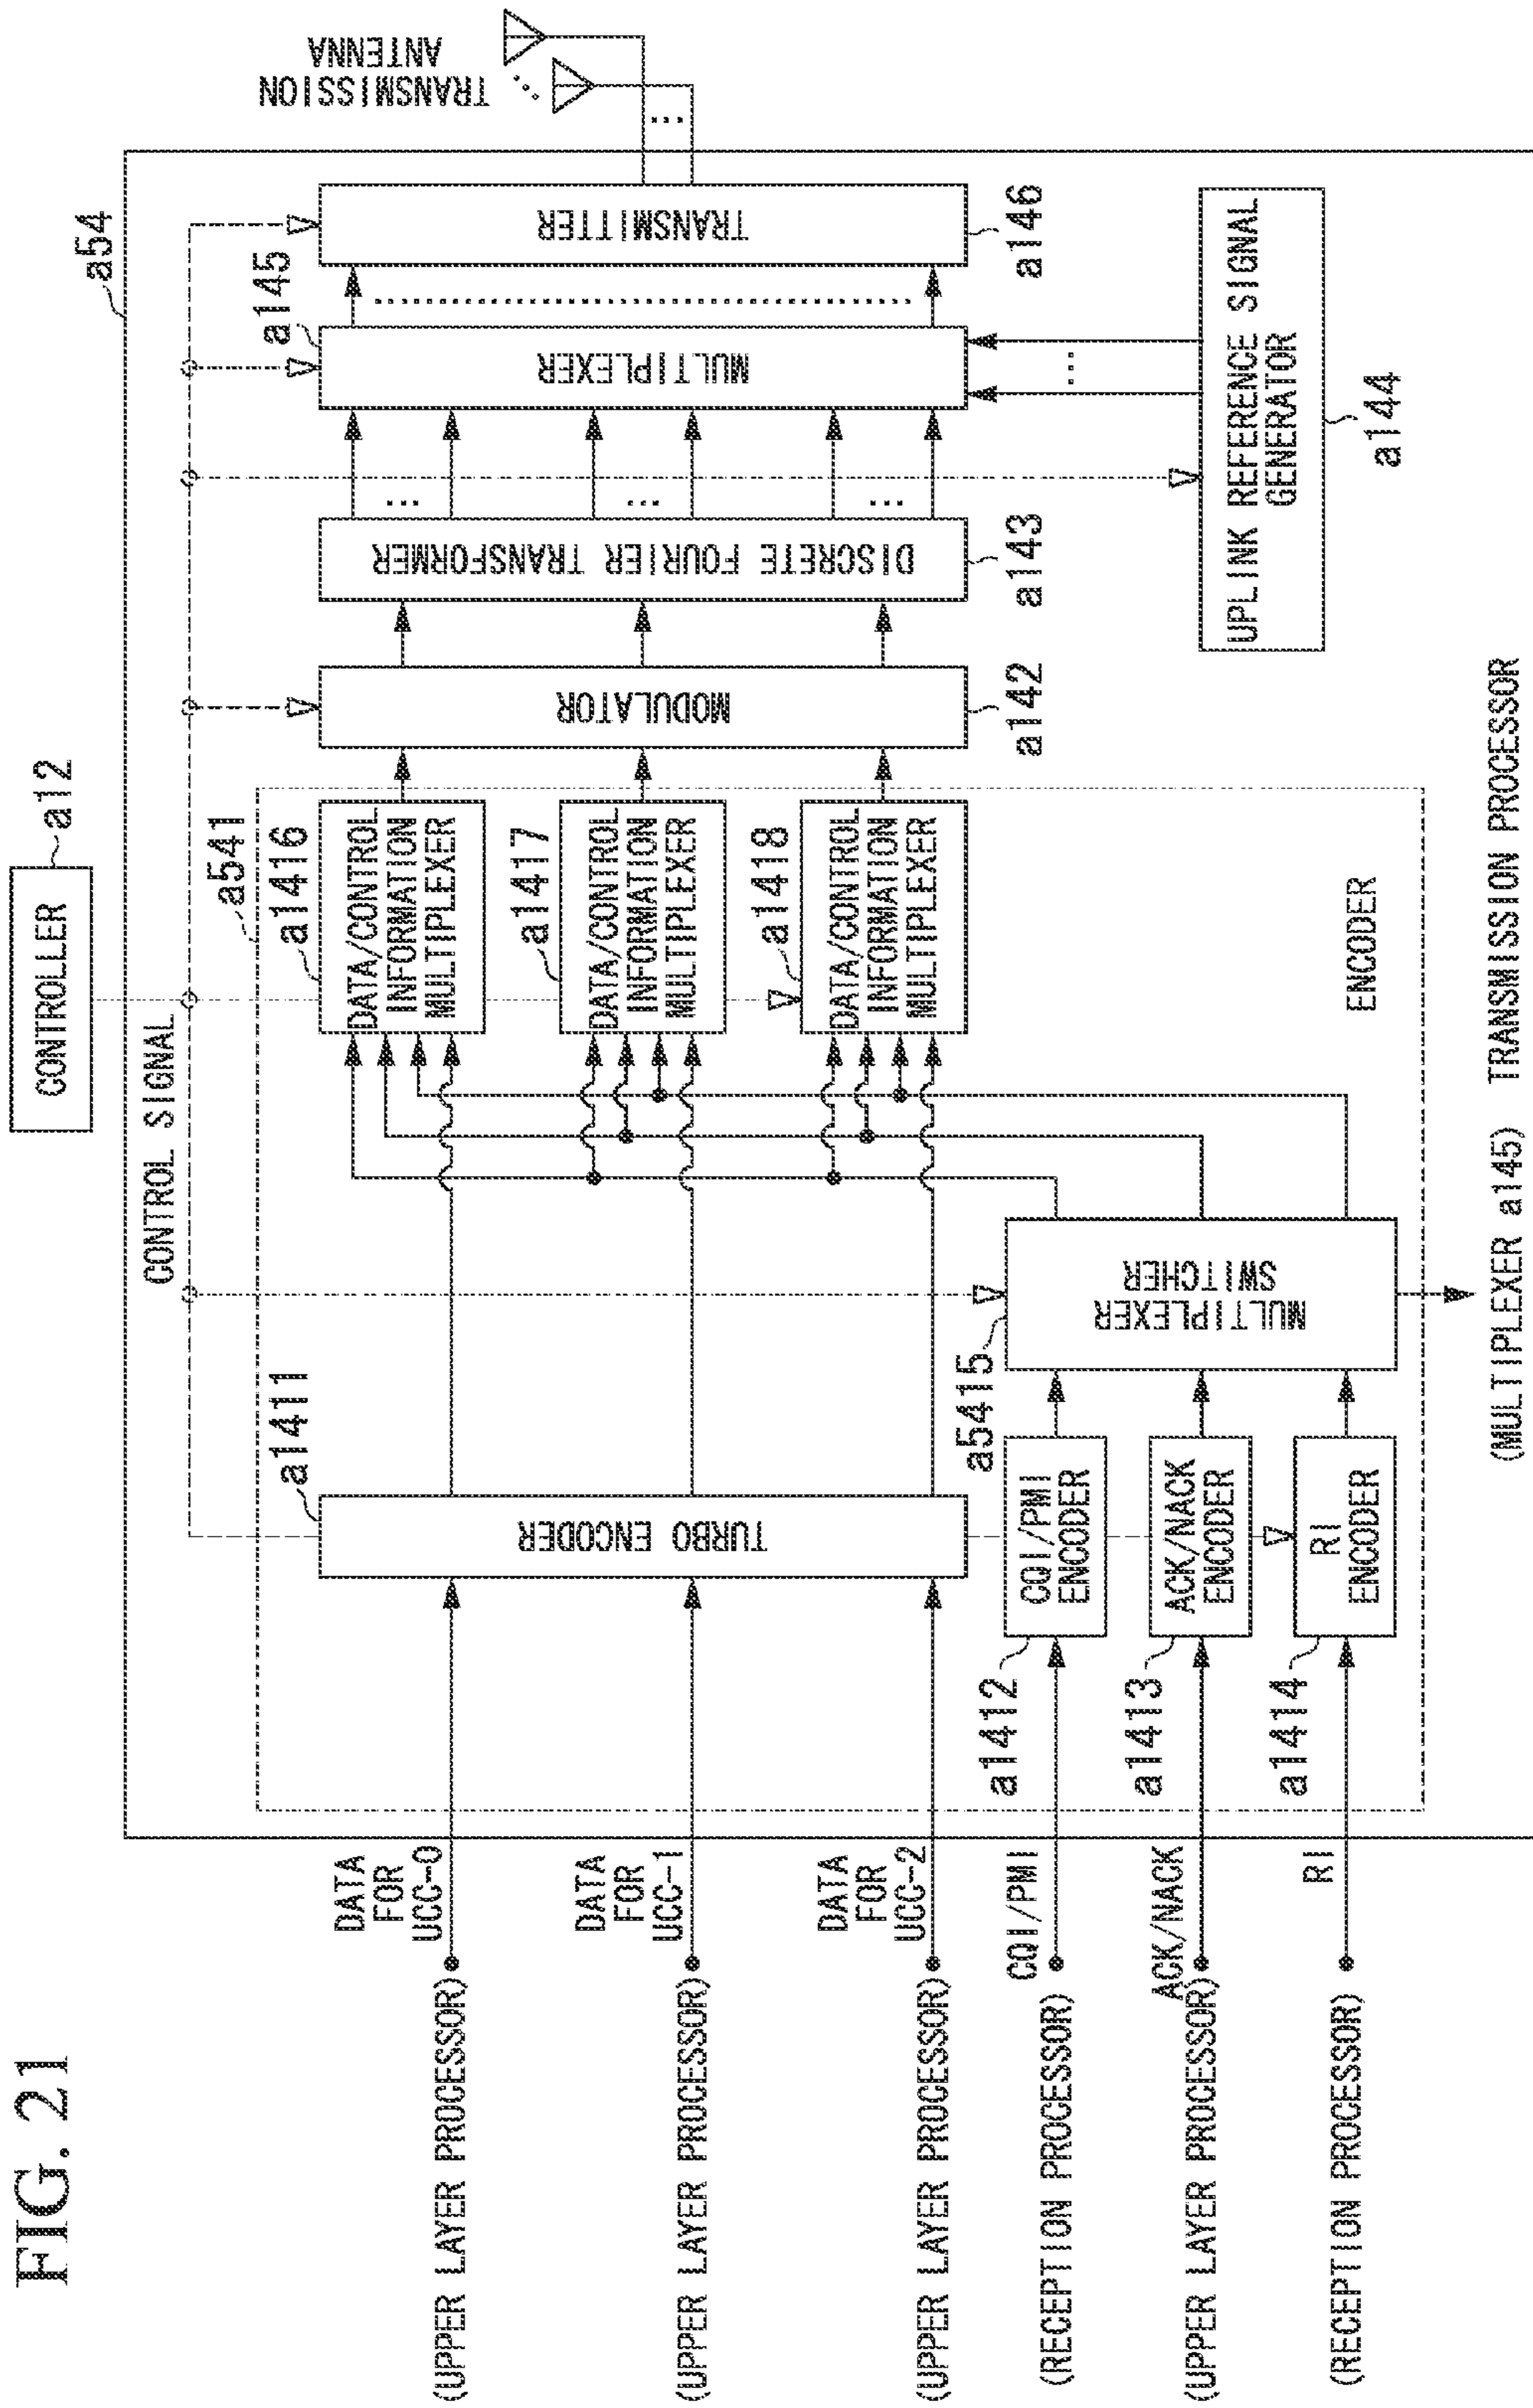 FIG. 21
CONTROLLER
a12
a54
CONTROL SIGNAL
a541
TRANSMISSION
ANTENNA
(UPPER LAYER PROCESSOR)
DATA
FOR
UCC-0
(UPPER LAYER PROCESSOR)
DATA
FOR
UCC-1
(UPPER LAYER PROCESSOR)
DATA
FOR
UCC-2
(RECEPTION PROCESSOR)
CQI/PMI
(UPPER LAYER PROCESSOR)
ACK/NACK
(RECEPTION PROCESSOR)
RI
a1411
TURBO ENCODER
a1412
CQI/PMI
ENCODER
a1413
ACK/NACK
ENCODER
a1414
RI
ENCODER
a5415
MULTIPLEXER
SWITCHER
a1416
DATA/CONTROL
INFORMATION
MULTIPLEXER
a1417
DATA/CONTROL
INFORMATION
MULTIPLEXER
a1418
DATA/CONTROL
INFORMATION
MULTIPLEXER
ENCODER
MODULATOR
a142
DISCRETE FOURIER TRANSFORMER
a143
a145
MULTIPLEXER
TRANSMITTER
a146
UPLINK REFERENCE SIGNAL
GENERATOR
a144
(MULTIPLEXER a145)
TRANSMISSION PROCESSOR